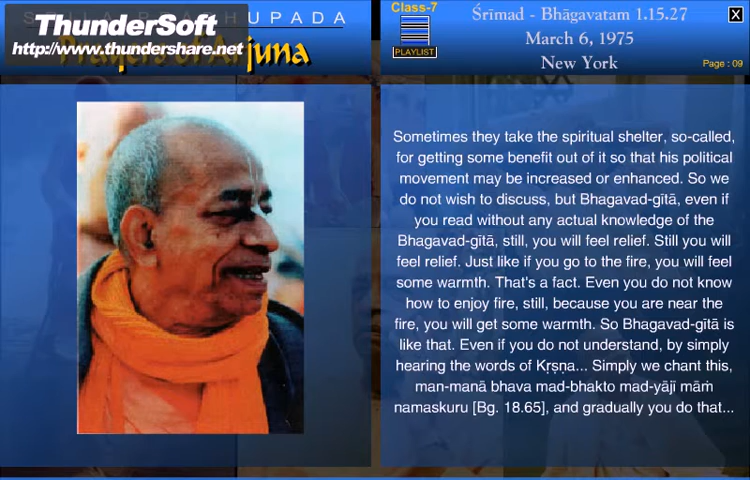 SRILA PRABHUPADA
Prayers of Arjuna
ThunderSoft
http://www.thundershare.net
Class-7
PLAYLIST
Śrīmad - Bhāgavatam 1.15.27
March 6, 1975
New York
X
Page : 09
Sometimes they take the spiritual shelter, so-called,
for getting some benefit out of it so that his political
movement may be increased or enhanced. So we
do not wish to discuss, but Bhagavad-gītā, even if
you read without any actual knowledge of the
Bhagavad-gītā, still, you will feel relief. Still you will
feel relief. Just like if you go to the fire, you will feel
some warmth. That's a fact. Even you do not know
how to enjoy fire, still, because you are near the
fire, you will get some warmth. So Bhagavad-gītā is
like that. Even if you do not understand, by simply
hearing the words of Kṛṣṇa... Simply we chant this,
man-manā bhava mad-bhakto mad-yājī māṁ
namaskuru [Bg. 18.65], and gradually you do that...